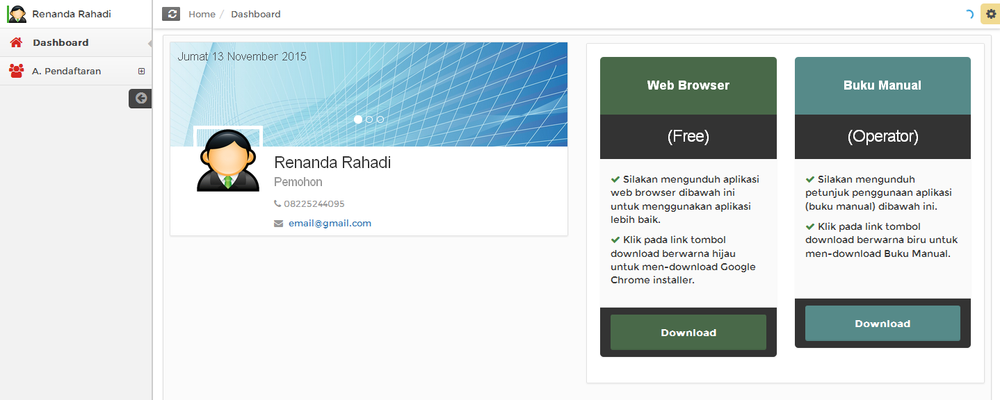 Renanda Rahadi
Home / Dashboard
Dashboard
A. Pendaftaran
Jumat 13 November 2015
Renanda Rahadi
Pemohon
08225244095
email@gmail.com
Web Browser
(Free)
Silakan mengunduh aplikasi
web browser dibawah ini
untuk menggunakan aplikasi
lebih baik.
Klik pada link tombol
download berwarna hijau
untuk men-download Google
Chrome installer.
Download
Buku Manual
(Operator)
Silakan mengunduh
petunjuk penggunaan aplikasi
(buku manual) dibawah ini.
Klik pada link tombol
download berwarna biru untuk
men-download Buku Manual.
Download